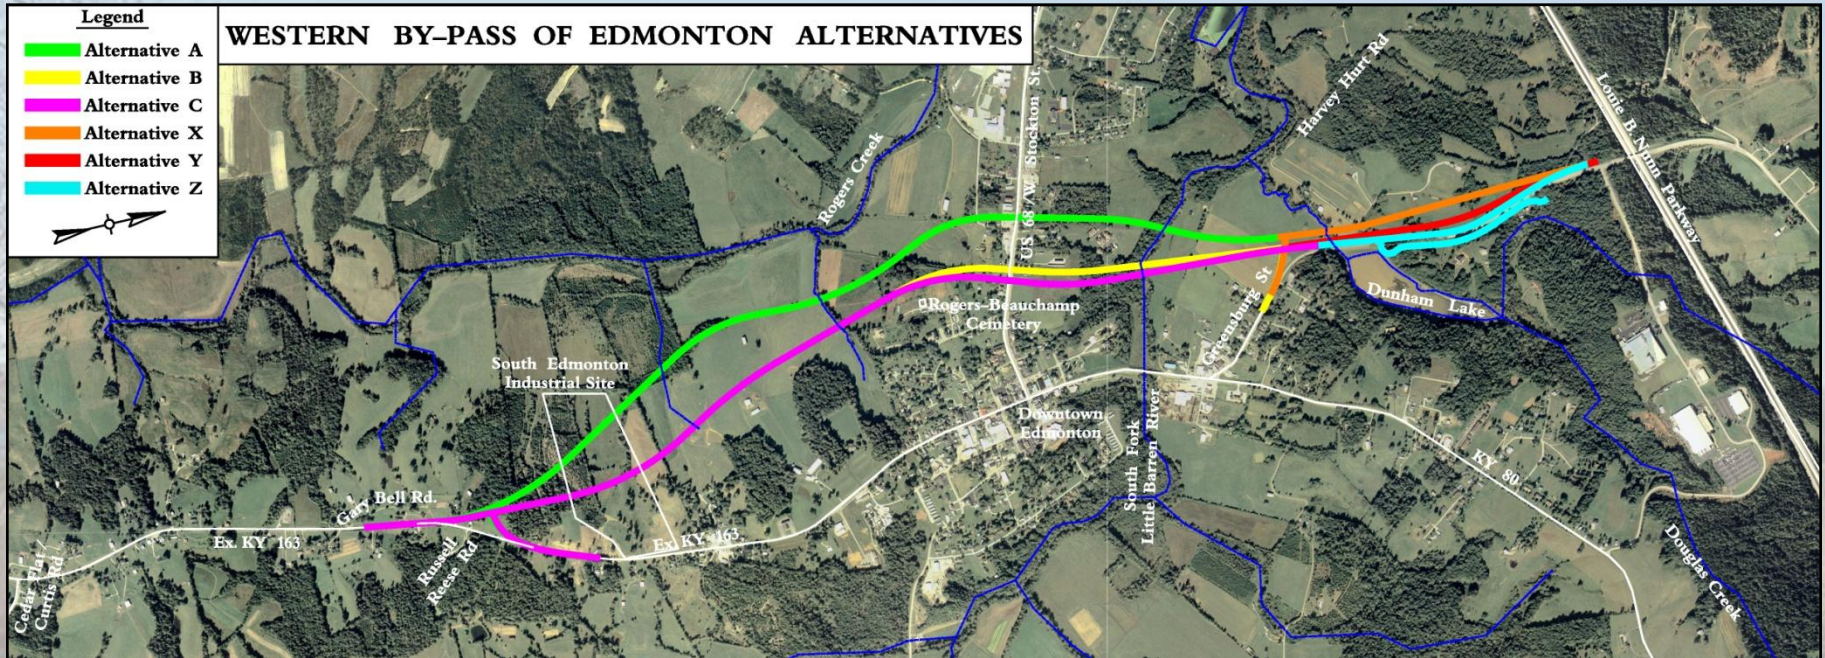 Legend
Alternative A
Alternative B
Alternative C
Alternative X
Alternative Y
Alternative Z
WESTERN BY-PASS OF EDMONTON ALTERNATIVES
US 68 / W. Stockton St.
Harvey Hurt Rd
Louie B Nunn Parkway
Rogers Creek
Rogers-Beauchamp
Cemetery
Greensburg St
Dunham Lake
South Edmonton
Industrial Site
Downtown
Edmonton
South Fork
Little Barren River
KY 80
Gary Bell Rd.
Ex. KY 163
Ex. KY 163
Russell
Reese Rd
Cedar Flat /
Curtis Rd
Douglas Creek